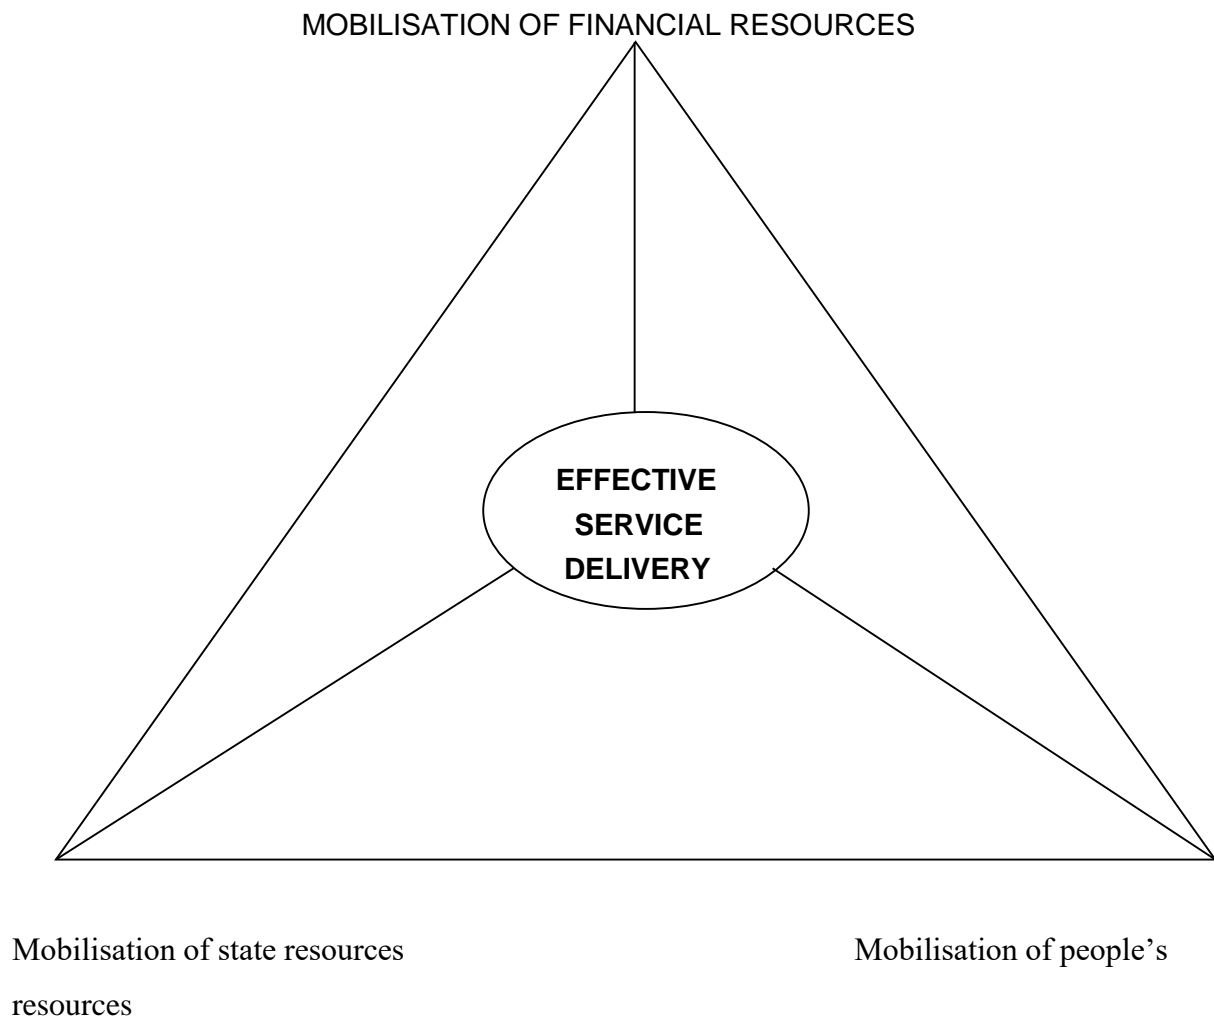 MOBILISATION OF FINANCIAL RESOURCES
EFFECTIVE
SERVICE
DELIVERY
Mobilisation of state resources Mobilisation of people’s
resources